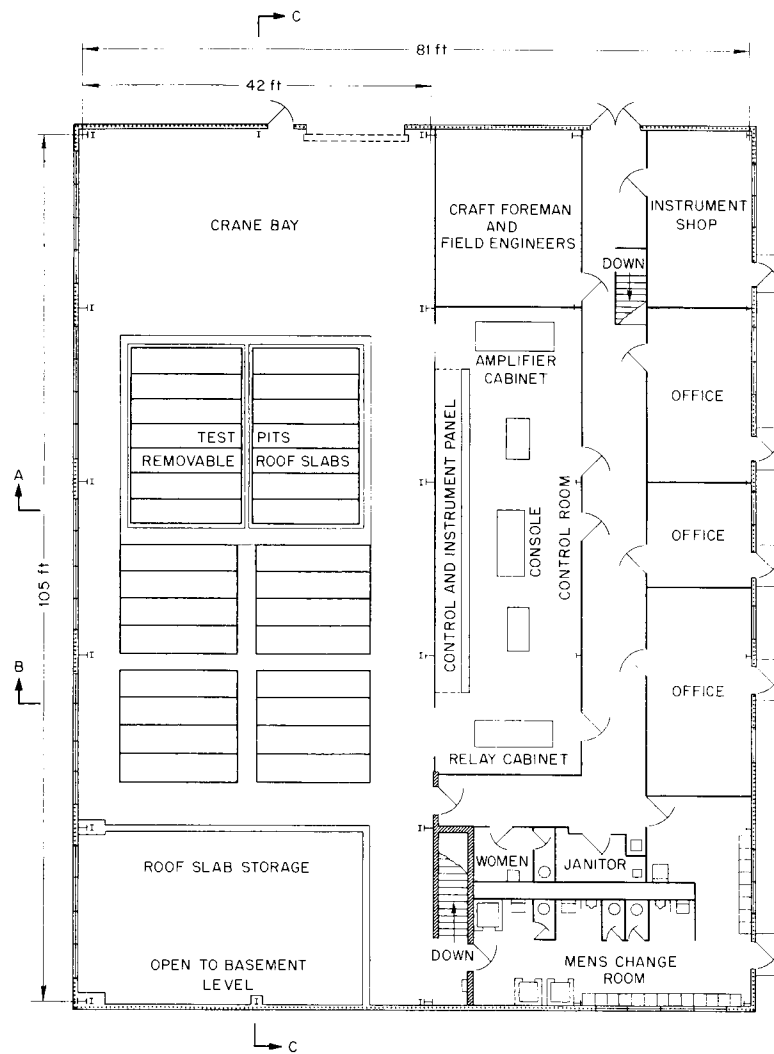 C
81 ft
42 ft
CRANE BAY
CRAFT FOREMAN
AND
FIELD ENGINEERS
INSTRUMENT
SHOP
DOWN
AMPLIFIER
CABINET
OFFICE
TEST PITS
REMOVABLE ROOF SLABS
CONTROL AND INSTRUMENT PANEL
CONSOLE
CONTROL ROOM
A
OFFICE
105 ft
B
OFFICE
RELAY CABINET
ROOF SLAB STORAGE
WOMEN
JANITOR
OPEN TO BASEMENT
LEVEL
DOWN
MENS CHANGE
ROOM
C